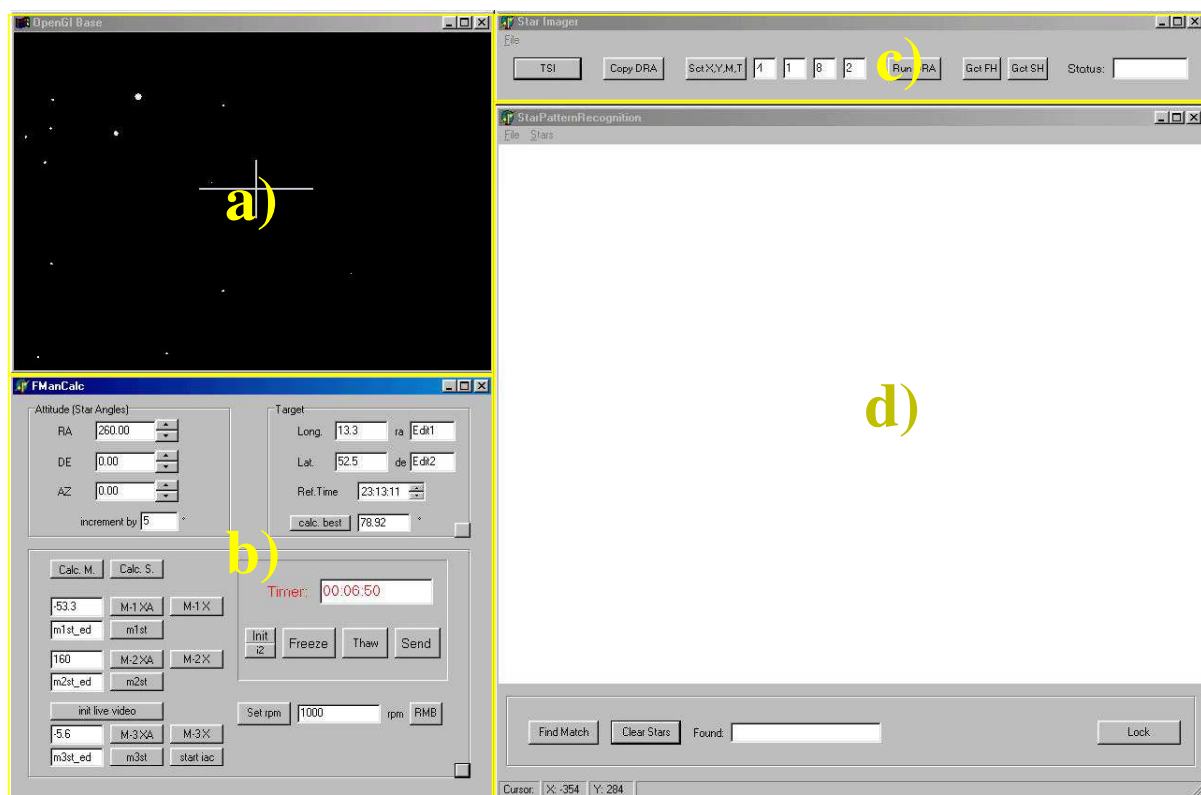 OpenGl Base
a)
FManCalc
Attitude (Star Angles)
RA 260.00
DE 0.00
AZ 0.00
increment by 5 °
Target
Long. 13.3 ra Edit1
Lat. 52.5 de Edit2
Ref.Time 23:13:11
calc. best 78.92 °
b)
Calc. M. Calc. S.
-53.3 M-1 XA M-1 X
m1st_ed m1st
160 M-2 XA M-2 X
m2st_ed m2st
init live video
-5.6 M-3 XA M-3 X
m3st_ed m3st start iac
Timer: 00:06:50
Init
i2
Freeze Thaw Send
Set rpm 1000 rpm RMB
Star Imager
File
TSI Copy DRA Set X,Y,M,T 4 1 8 2 Run DRA Get FH Get SH Status:
c)
StarPatternRecognition
File Stars
d)
Find Match Clear Stars Found: Lock
Cursor: X: -354 Y: 284